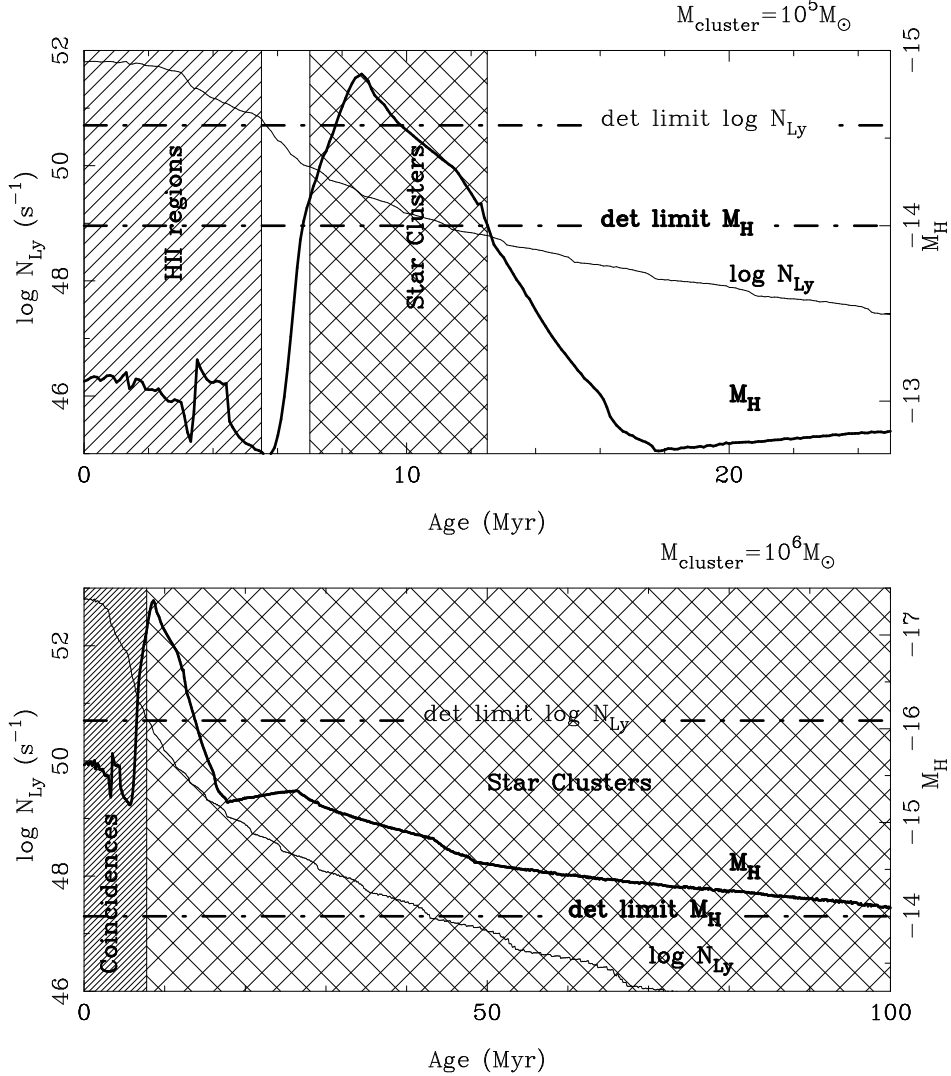 M_cluster=10^5M_⊙
52
50
48
46
log N_Ly (s^−1)
HII regions
Star Clusters
det limit log N_Ly
det limit M_H
log N_Ly
M_H
−15
−14
−13
M_H
0 10 20
Age (Myr)
M_cluster=10^6M_⊙
52
50
48
46
log N_Ly (s^−1)
Coincidences
det limit log N_Ly
Star Clusters
M_H
det limit M_H
log N_Ly
−17
−16
−15
−14
M_H
0 50 100
Age (Myr)